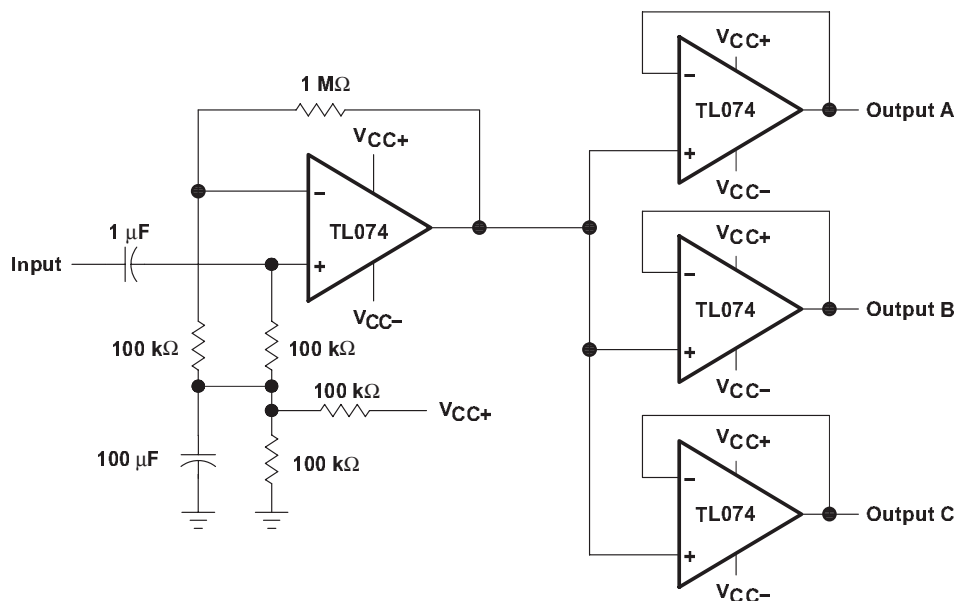 VCC+
−
TL074
Output A
+
VCC−
1 MΩ
VCC+
−
TL074
+
VCC−
1 μF
Input
100 kΩ
100 kΩ
100 kΩ
VCC+
100 μF
100 kΩ
VCC+
−
TL074
Output B
+
VCC−
VCC+
−
TL074
Output C
+
VCC−